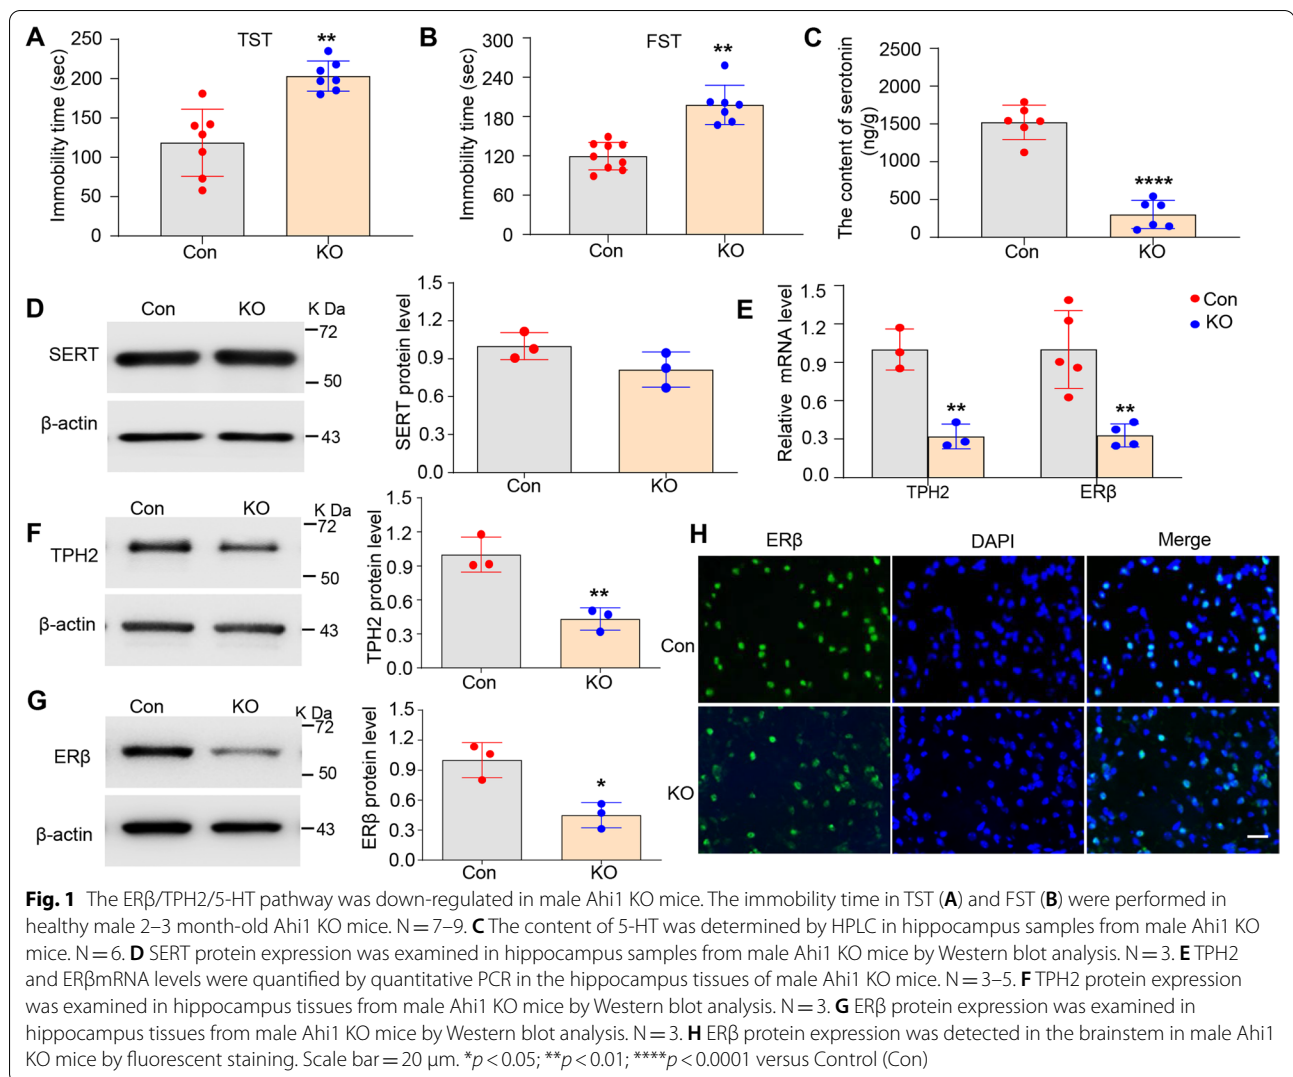 A
TST
Immobility time (sec)
250
200
150
100
50
0
**
Con
KO
B
FST
Immobility time (sec)
300
240
180
120
60
0
**
Con
KO
C
The content of serotonin
(ng/g)
2500
2000
1500
1000
500
0
****
Con
KO
D
Con
KO
K Da
SERT
72
50
β-actin
43
SERT protein level
1.5
1.2
0.9
0.6
0.3
0.0
Con
KO
E
Relative mRNA level
1.5
1.2
0.9
0.6
0.3
0.0
**
**
TPH2
ERβ
Con
KO
F
Con
KO
K Da
TPH2
72
50
β-actin
43
TPH2 protein level
1.5
1.2
0.9
0.6
0.3
0.0
**
Con
KO
G
Con
KO
K Da
ERβ
72
50
β-actin
43
ERβ protein level
1.5
1.2
0.9
0.6
0.3
0.0
*
Con
KO
H
ERβ
DAPI
Merge
Con
KO
Fig. 1 The ERβ/TPH2/5-HT pathway was down-regulated in male Ahi1 KO mice. The immobility time in TST (A) and FST (B) were performed in
healthy male 2–3 month-old Ahi1 KO mice. N = 7–9. C The content of 5-HT was determined by HPLC in hippocampus samples from male Ahi1 KO
mice. N = 6. D SERT protein expression was examined in hippocampus samples from male Ahi1 KO mice by Western blot analysis. N = 3. E TPH2
and ERβmRNA levels were quantified by quantitative PCR in the hippocampus tissues of male Ahi1 KO mice. N = 3–5. F TPH2 protein expression
was examined in hippocampus tissues from male Ahi1 KO mice by Western blot analysis. N = 3. G ERβ protein expression was examined in
hippocampus tissues from male Ahi1 KO mice by Western blot analysis. N = 3. H ERβ protein expression was detected in the brainstem in male Ahi1
KO mice by fluorescent staining. Scale bar = 20 μm. *p < 0.05; **p < 0.01; ****p < 0.0001 versus Control (Con)